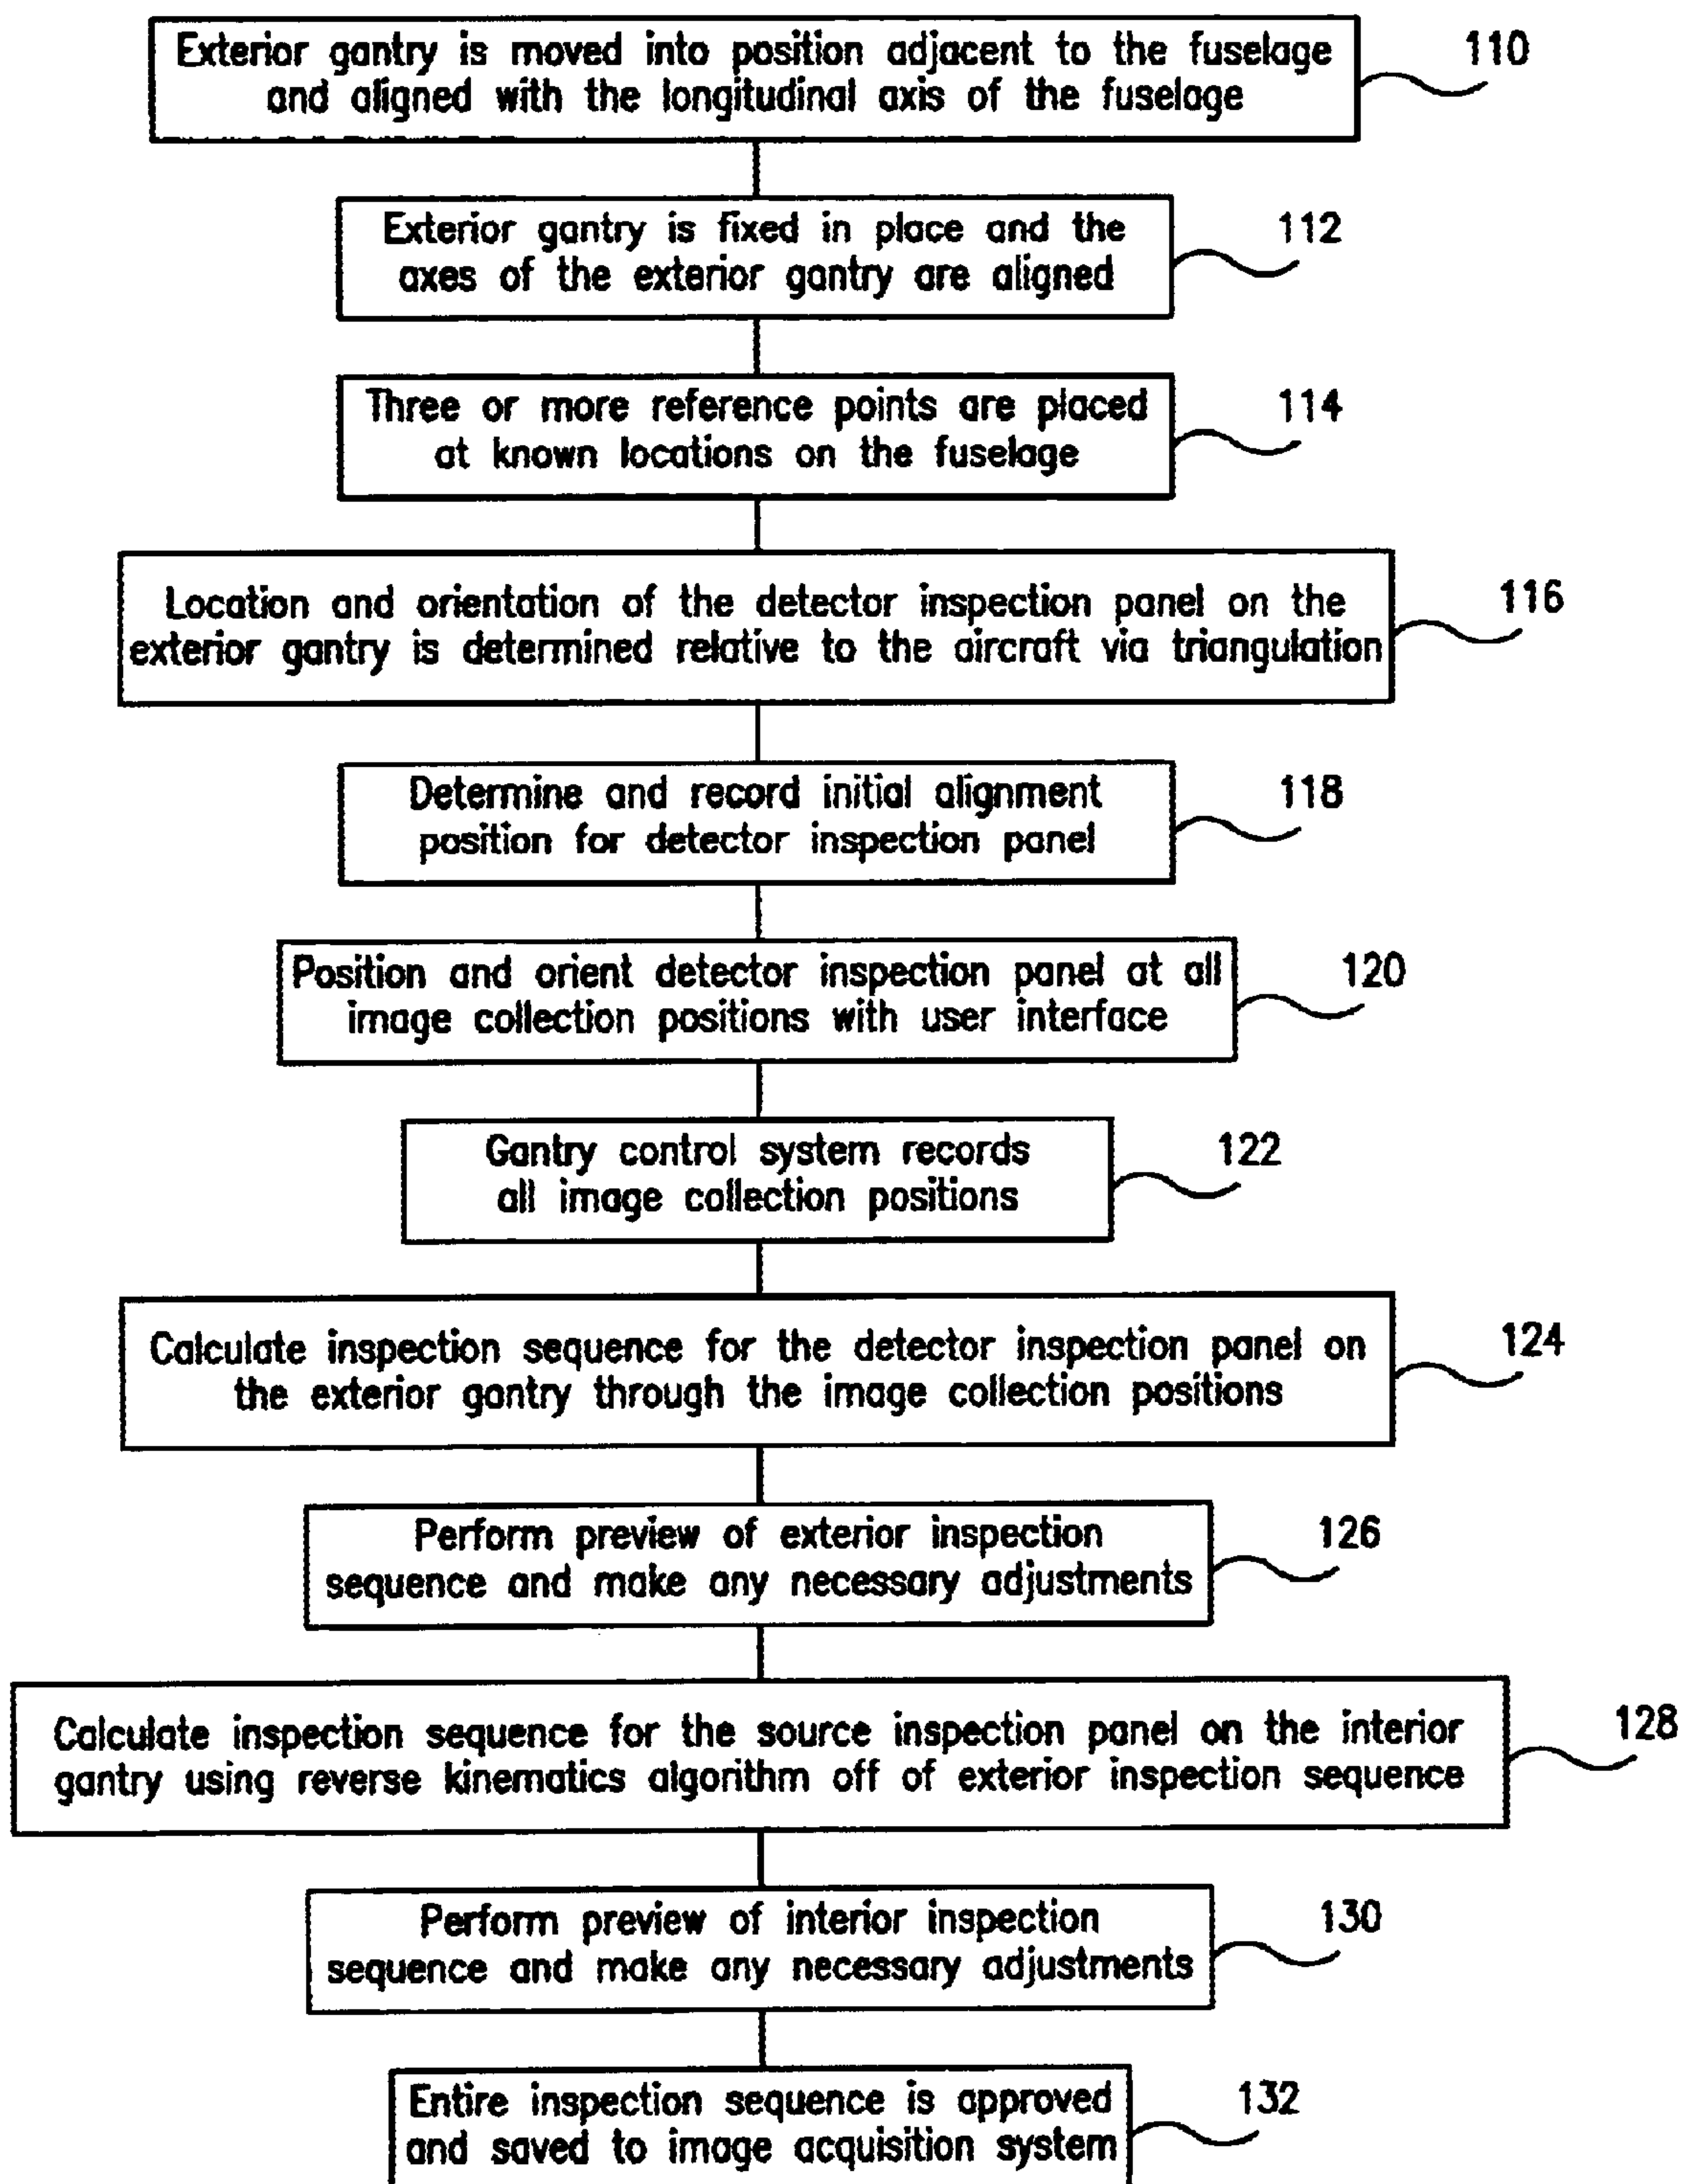 Exterior gantry is moved into position adjacent to the fuselage
and aligned with the longitudinal axis of the fuselage
110
Exterior gantry is fixed in place and the
axes of the exterior gantry are aligned
112
Three or more reference points are placed
at known locations on the fuselage
114
Location and orientation of the detector inspection panel on the
exterior gantry is determined relative to the aircraft via triangulation
116
Determine and record initial alignment
position for detector inspection panel
118
Position and orient detector inspection panel at all
image collection positions with user interface
120
Gantry control system records
all image collection positions
122
Calculate inspection sequence for the detector inspection panel on
the exterior gantry through the image collection positions
124
Perform preview of exterior inspection
sequence and make any necessary adjustments
126
Calculate inspection sequence for the source inspection panel on the interior
gantry using reverse kinematics algorithm off of exterior inspection sequence
128
Perform preview of interior inspection
sequence and make any necessary adjustments
130
Entire inspection sequence is approved
and saved to image acquisition system
132